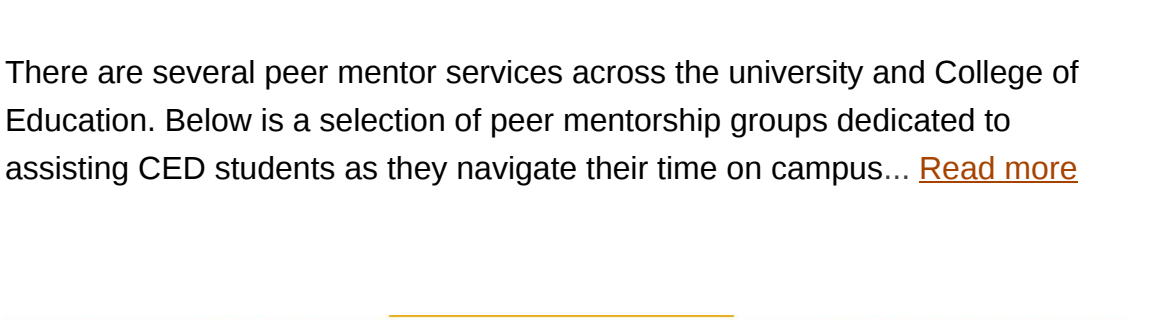 There are several peer mentor services across the university and College of
Education. Below is a selection of peer mentorship groups dedicated to
assisting CED students as they navigate their time on campus... Read more